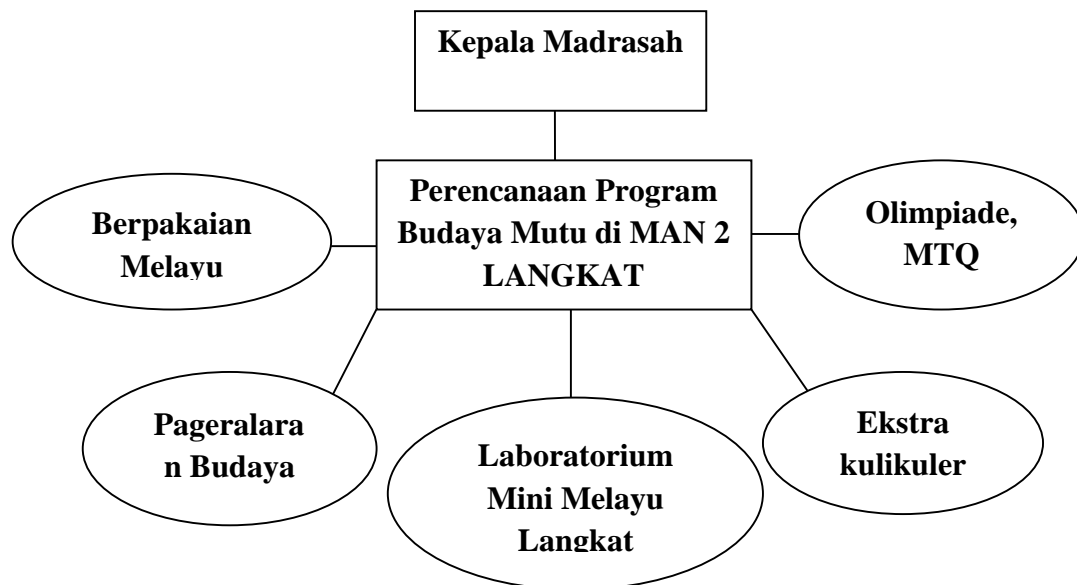 Kepala Madrasah
Perencanaan Program
Budaya Mutu di MAN 2
LANGKAT
Berpakaian
Melayu
Olimpiade,
MTQ
Pageralara
n Budaya
Laboratorium
Mini Melayu
Langkat
Ekstra
kulikuler